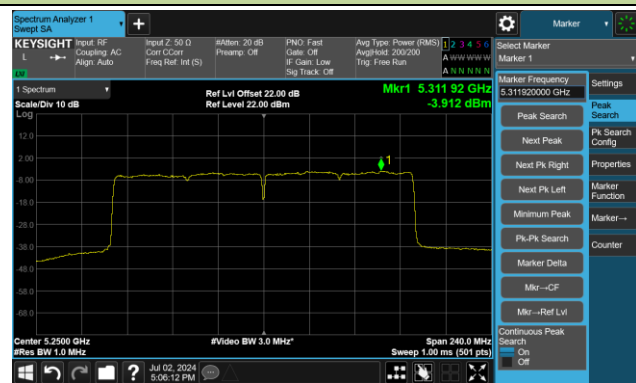 Spectrum Analyzer 1
Swept SA
Marker
KEYSIGHT
L
LXI
Input: RF
Coupling: AC
Align: Auto
Input Z: 50 Ω
Corr CCorr
Freq Ref: Int (S)
#Atten: 20 dB
Preamp: Off
PNO: Fast
Gate: Off
IF Gain: Low
Sig Track: Off
Avg Type: Power (RMS)
Avg|Hold: 200/200
Trig: Free Run
1 2 3 4 5 6
A W W W W W
A N N N N N
Select Marker
Marker 1
1 Spectrum
Scale/Div 10 dB
Log
Ref Lvl Offset 22.00 dB
Ref Level 22.00 dBm
Mkr1 5.311 92 GHz
-3.912 dBm
12.0
2.00
-8.00
-18.0
-28.0
-38.0
-48.0
-58.0
-68.0
1
Center 5.2500 GHz
#Res BW 1.0 MHz
#Video BW 3.0 MHz*
Span 240.0 MHz
Sweep 1.00 ms (501 pts)
Marker Frequency
5.311920000 GHz
Peak Search
Next Peak
Next Pk Right
Next Pk Left
Minimum Peak
Pk-Pk Search
Marker Delta
Mkr→CF
Mkr→Ref Lvl
Continuous Peak
Search
On
Off
Settings
Peak
Search
Pk Search
Config
Properties
Marker
Function
Marker→
Counter
?
Jul 02, 2024
5:06:12 PM